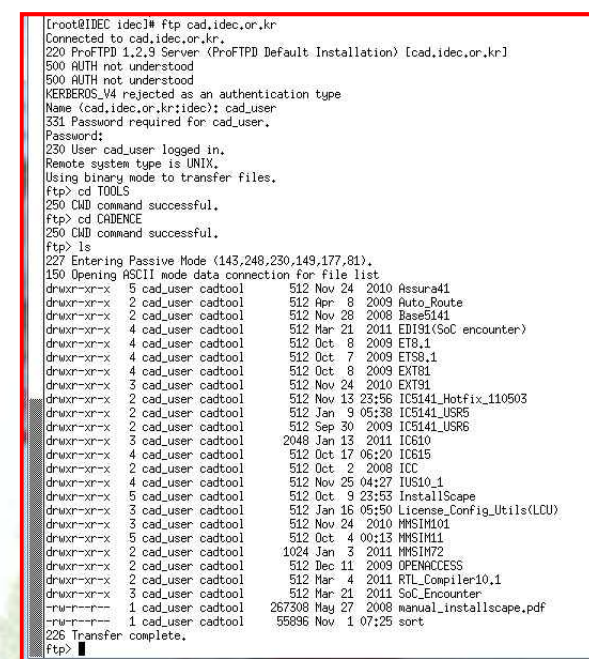 [root@IDEC idec]# ftp cad.idec.or.kr
Connected to cad.idec.or.kr.
220 ProFTPD 1.2.9 Server (ProFTPD Default Installation) [cad.idec.or.kr]
500 AUTH not understood
500 AUTH not understood
KERBEROS_V4 rejected as an authentication type
Name (cad.idec.or.kr:idec): cad_user
331 Password required for cad_user.
Password:
230 User cad_user logged in.
Remote system type is UNIX.
Using binary mode to transfer files.
ftp> cd TOOLS
250 CWD command successful.
ftp> cd CADENCE
250 CWD command successful.
ftp> ls
227 Entering Passive Mode (143,248,230,149,177,81).
150 Opening ASCII mode data connection for file list
drwxr-xr-x 5 cad_user cadtool 512 Nov 24 2010 Assura41
drwxr-xr-x 2 cad_user cadtool 512 Apr 8 2009 Auto_Route
drwxr-xr-x 2 cad_user cadtool 512 Nov 28 2008 Base5141
drwxr-xr-x 4 cad_user cadtool 512 Mar 21 2011 EDI91(SoC encounter)
drwxr-xr-x 4 cad_user cadtool 512 Oct 8 2009 ET8.1
drwxr-xr-x 4 cad_user cadtool 512 Oct 7 2009 ETS8.1
drwxr-xr-x 4 cad_user cadtool 512 Oct 8 2009 EXT81
drwxr-xr-x 3 cad_user cadtool 512 Nov 24 2010 EXT91
drwxr-xr-x 2 cad_user cadtool 512 Nov 13 23:56 IC5141_Hotfix_110503
drwxr-xr-x 2 cad_user cadtool 512 Jan 9 05:38 IC5141_USR5
drwxr-xr-x 2 cad_user cadtool 512 Sep 30 2009 IC5141_USR6
drwxr-xr-x 3 cad_user cadtool 2048 Jan 13 2011 IC610
drwxr-xr-x 4 cad_user cadtool 512 Oct 17 06:20 IC615
drwxr-xr-x 2 cad_user cadtool 512 Oct 2 2008 ICC
drwxr-xr-x 2 cad_user cadtool 512 Nov 25 04:27 IUS10_1
drwxr-xr-x 5 cad_user cadtool 512 Oct 9 23:53 InstallScape
drwxr-xr-x 3 cad_user cadtool 512 Jan 16 05:50 License_Config_Utils(LCU)
drwxr-xr-x 3 cad_user cadtool 512 Nov 24 2010 MMSIM101
drwxr-xr-x 5 cad_user cadtool 512 Oct 4 00:13 MMSIM11
drwxr-xr-x 2 cad_user cadtool 1024 Jan 3 2011 MMSIM72
drwxr-xr-x 2 cad_user cadtool 512 Dec 11 2009 OPENACCESS
drwxr-xr-x 2 cad_user cadtool 512 Mar 4 2011 RTL_Compiler10.1
drwxr-xr-x 3 cad_user cadtool 512 Mar 21 2011 SoC_Encounter
-rw-r--r-- 1 cad_user cadtool 267308 May 27 2008 manual_installscape.pdf
-rw-r--r-- 1 cad_user cadtool 55896 Nov 1 07:25 sort
226 Transfer complete.
ftp>